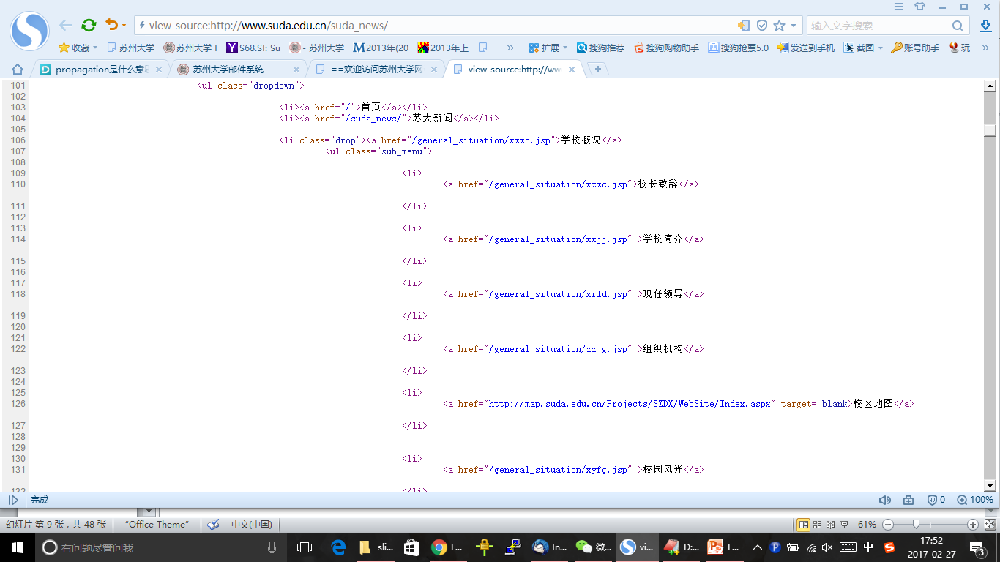 view-source:http://www.suda.edu.cn/suda_news/
输入文字搜索
收藏 苏州大学 苏州大学 I S68.SI: Su - 苏州大学 2013年(20 2013年上 » 扩展 搜狗推荐 搜狗购物助手 搜狗抢票5.0 发送到手机 截图 账号助手 玩 »
propagation是什么意思 苏州大学邮件系统 ==欢迎访问苏州大学网 view-source:http://ww
101 <ul class="dropdown">
102
103 <li><a href="/">首页</a></li>
104 <li><a href="/suda_news/">苏大新闻</a></li>
105
106 <li class="drop"><a href="/general_situation/xzzc.jsp">学校概况</a>
107 <ul class="sub_menu">
108
109 <li>
110 <a href="/general_situation/xzzc.jsp">校长致辞</a>
111 </li>
112
113 <li>
114 <a href="/general_situation/xxjj.jsp" >学校简介</a>
115 </li>
116
117 <li>
118 <a href="/general_situation/xrld.jsp" >现任领导</a>
119 </li>
120
121 <li>
122 <a href="/general_situation/zzjg.jsp" >组织机构</a>
123 </li>
124
125 <li>
126 <a href="http://map.suda.edu.cn/Projects/SZDX/WebSite/Index.aspx" target=_blank>校区地图</a>
127 </li>
128
129
130 <li>
131 <a href="/general_situation/xyfg.jsp" >校园风光</a>
132 </li>
完成 0 100%
幻灯片 第 9 张，共 48 张 "Office Theme" 中文(中国) 61%
有问题尽管问我 sli... L... In... 微... vi... D:... L... 中 17:52
2017-02-27 3